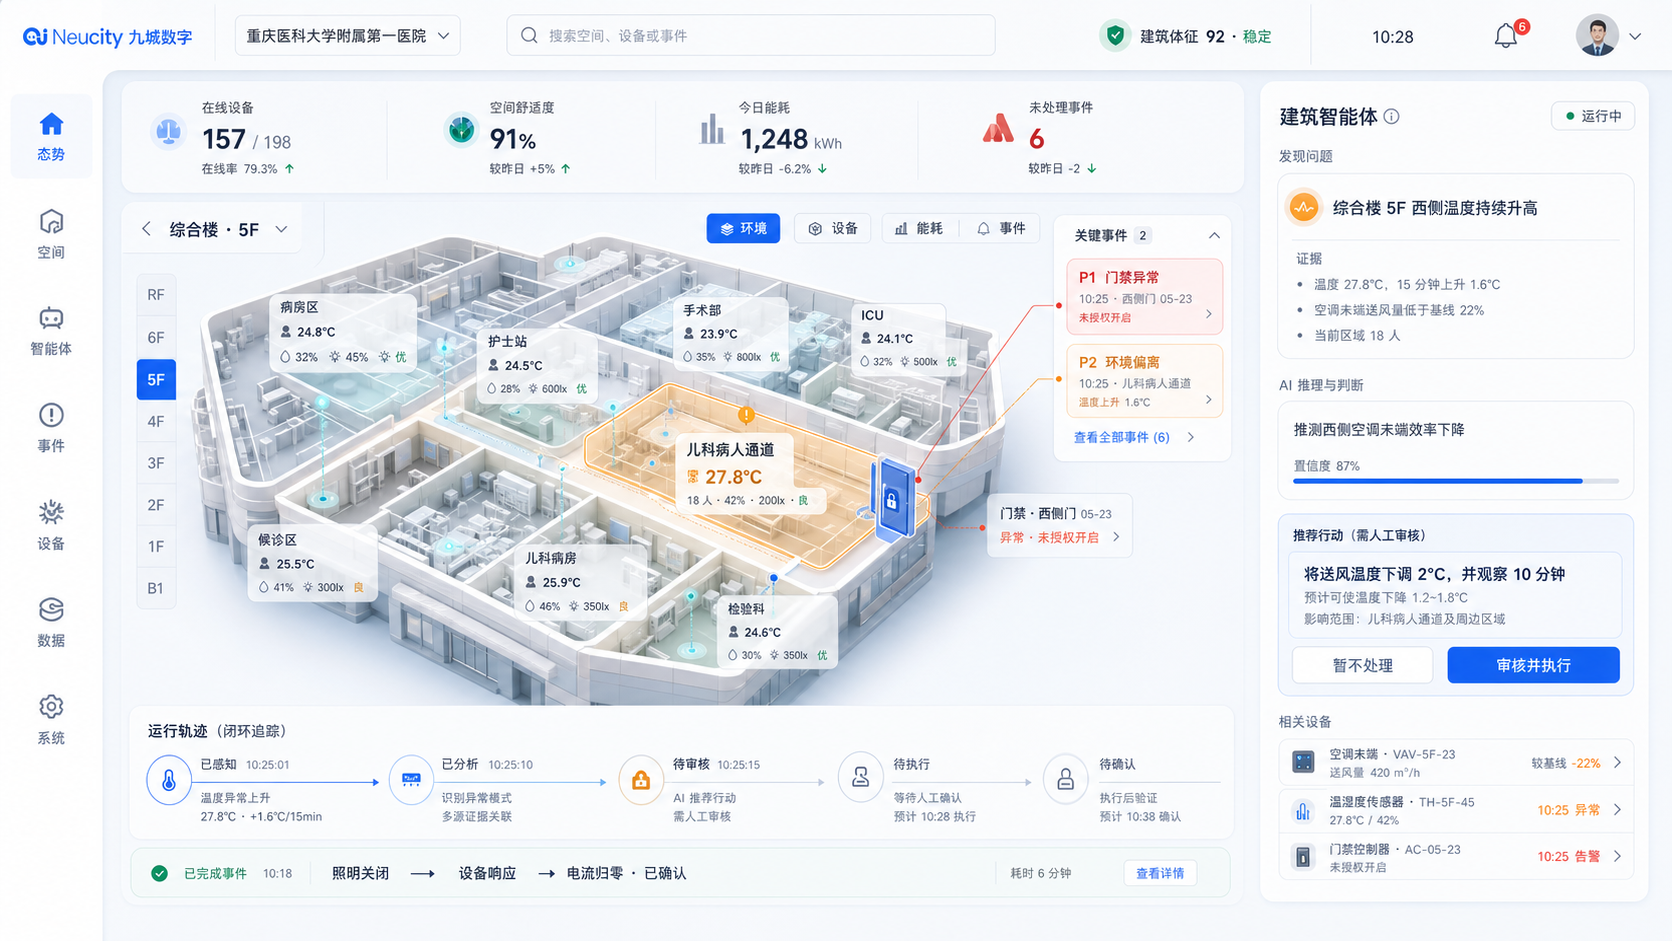 Neucity 九城数字
重庆医科大学附属第一医院
搜索空间、设备或事件
建筑体征 92 · 稳定
10:28
6
态势
空间
智能体
事件
设备
数据
系统
在线设备
157 / 198
在线率 79.3% ↑
空间舒适度
91%
较昨日 +5% ↑
今日能耗
1,248 kWh
较昨日 -6.2% ↓
未处理事件
6
较昨日 -2 ↓
综合楼 · 5F
环境
设备
能耗
事件
RF
6F
5F
4F
3F
2F
1F
B1
病房区
24.8°C
32% 45% 优
护士站
24.5°C
28% 600lx 优
手术部
23.9°C
35% 800lx 优
ICU
24.1°C
32% 500lx 优
儿科病人通道
27.8°C
18 人 · 42% · 200lx · 良
候诊区
25.5°C
41% 300lx 良
儿科病房
25.9°C
46% 350lx 良
检验科
24.6°C
30% 350lx 优
关键事件 2
P1 门禁异常
10:25 · 西侧门 05-23
未授权开启
P2 环境偏离
10:25 · 儿科病人通道
温度上升 1.6°C
查看全部事件 (6)
门禁 · 西侧门 05-23
异常 · 未授权开启
运行轨迹（闭环追踪）
已感知 10:25:01
温度异常上升
27.8°C · +1.6°C/15min
已分析 10:25:10
识别异常模式
多源证据关联
待审核 10:25:15
AI 推荐行动
需人工审核
待执行
等待人工确认
预计 10:28 执行
待确认
执行后验证
预计 10:38 确认
已完成事件 10:18
照明关闭 → 设备响应 → 电流归零 · 已确认
耗时 6 分钟
查看详情
建筑智能体
运行中
发现问题
综合楼 5F 西侧温度持续升高
证据
• 温度 27.8°C，15 分钟上升 1.6°C
• 空调末端送风量低于基线 22%
• 当前区域 18 人
AI 推理与判断
推测西侧空调末端效率下降
置信度 87%
推荐行动（需人工审核）
将送风温度下调 2°C，并观察 10 分钟
预计可使温度下降 1.2~1.8°C
影响范围：儿科病人通道及周边区域
暂不处理
审核并执行
相关设备
空调末端 · VAV-5F-23
送风量 420 m³/h
较基线 -22%
温湿度传感器 · TH-5F-45
27.8°C / 42%
10:25 异常
门禁控制器 · AC-05-23
未授权开启
10:25 告警